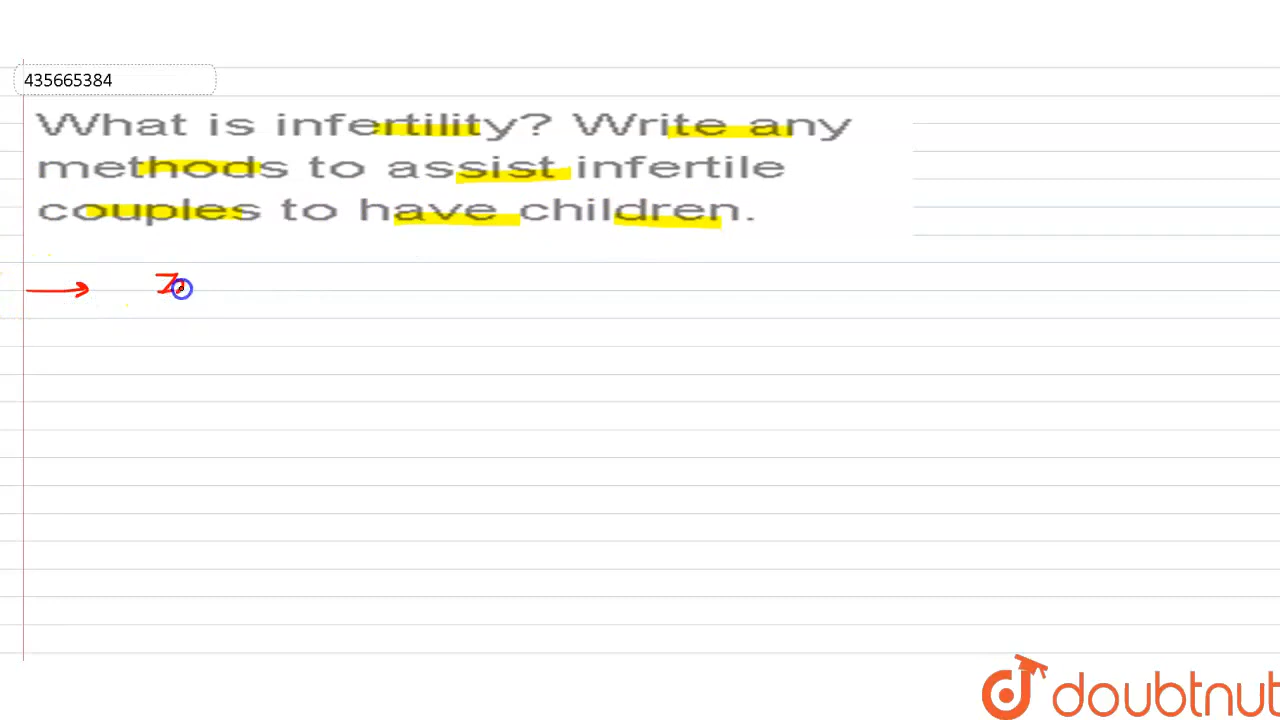 435665384
What is infertility? Write any
methods to assist infertile
couples to have children.
doubtnut